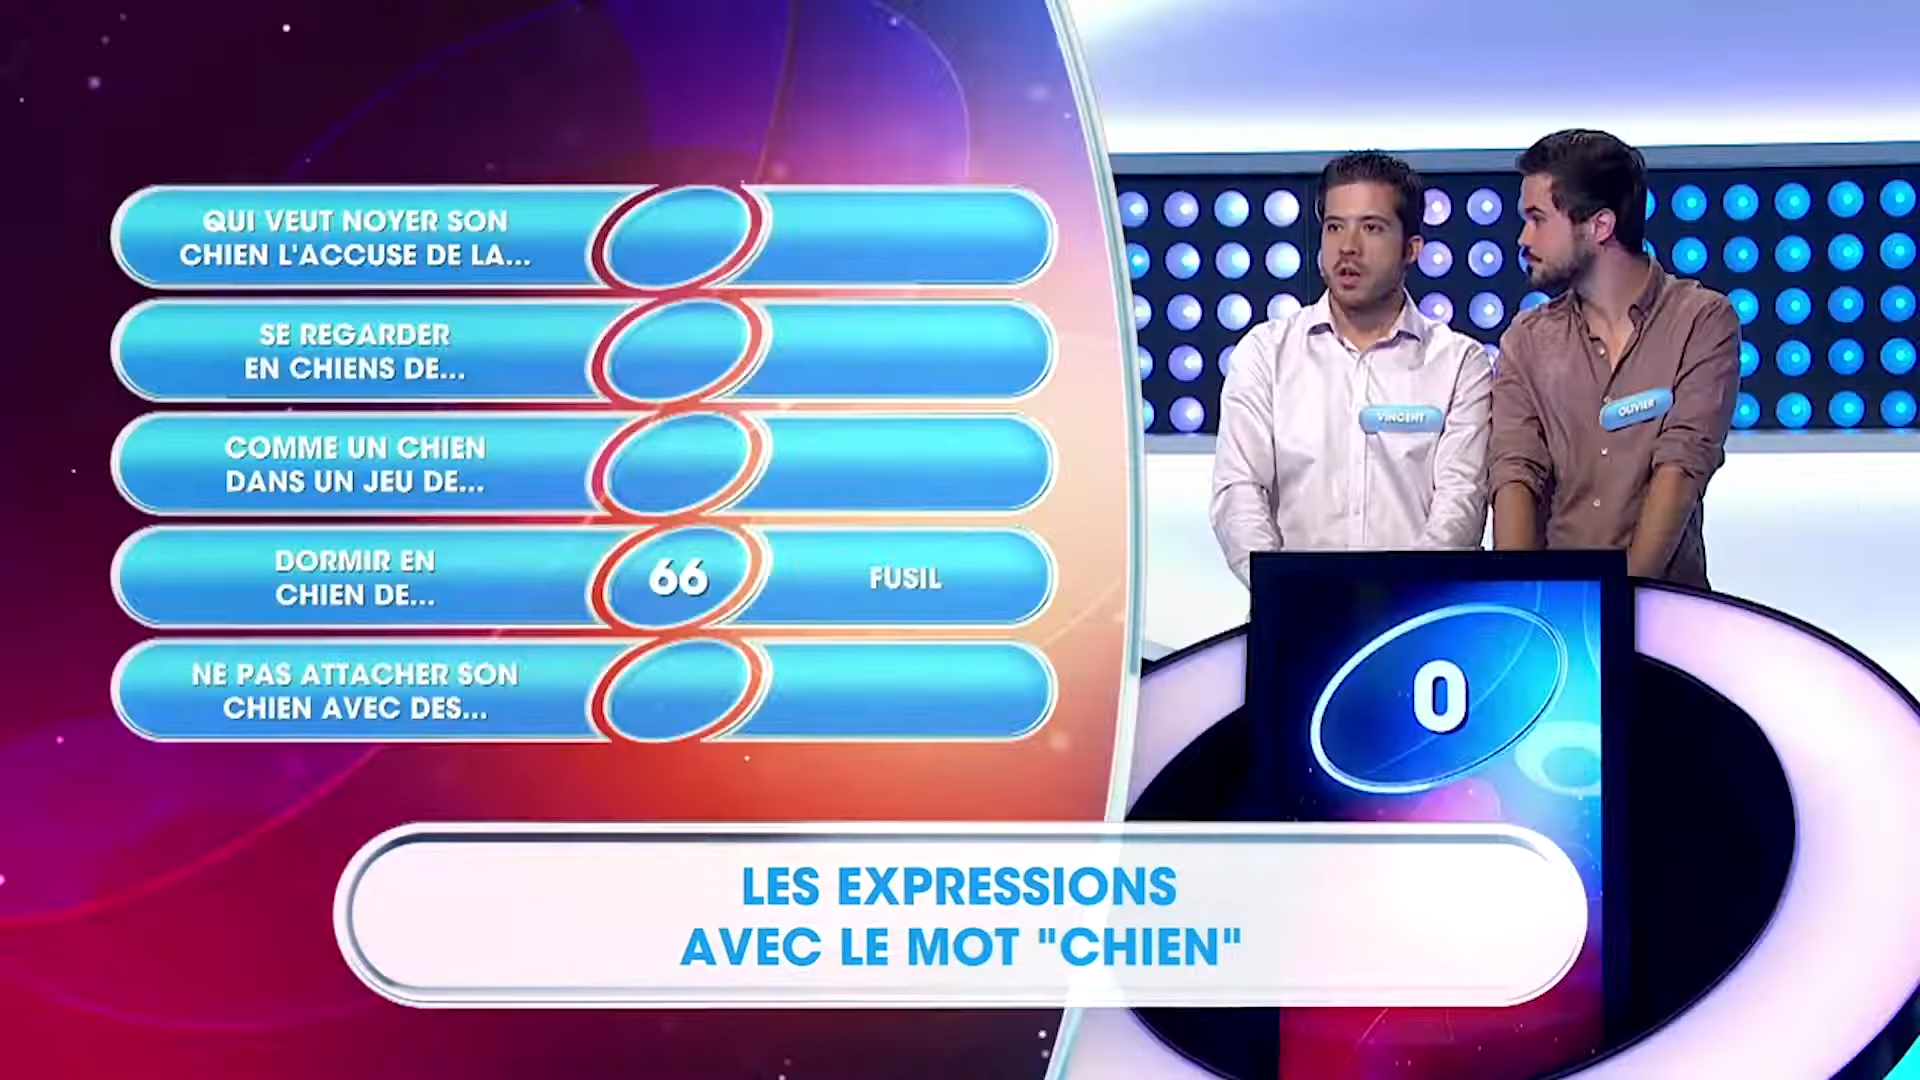 QUI VEUT NOYER SON
CHIEN L'ACCUSE DE LA...
SE REGARDER
EN CHIENS DE...
COMME UN CHIEN
DANS UN JEU DE...
DORMIR EN
CHIEN DE...
66
FUSIL
NE PAS ATTACHER SON
CHIEN AVEC DES...
VINCENT
OLIVIER
0
LES EXPRESSIONS
AVEC LE MOT "CHIEN"